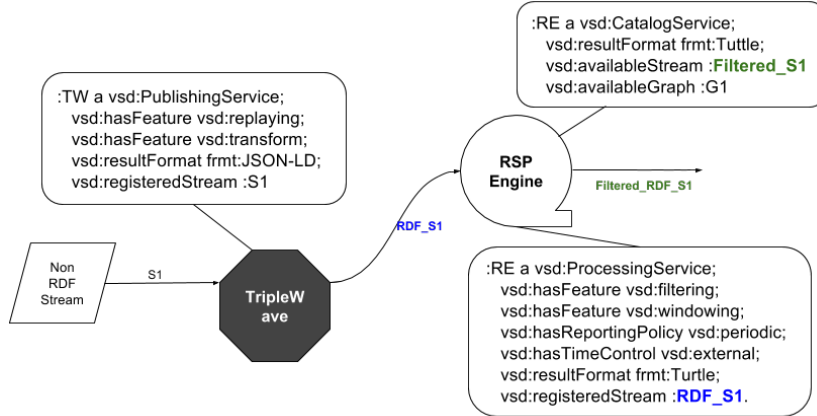 :RE a vsd:CatalogService;
vsd:resultFormat frmt:Tuttle;
vsd:availableStream :Filtered_S1
vsd:availableGraph :G1
:TW a vsd:PublishingService;
vsd:hasFeature vsd:replaying;
vsd:hasFeature vsd:transform;
vsd:resultFormat frmt:JSON-LD;
vsd:registeredStream :S1
RSP
Engine
Filtered_RDF_S1
RDF_S1
Non
RDF
Stream
S1
TripleW
ave
:RE a vsd:ProcessingService;
vsd:hasFeature vsd:filtering;
vsd:hasFeature vsd:windowing;
vsd:hasReportingPolicy vsd:periodic;
vsd:hasTimeControl vsd:external;
vsd:resultFormat frmt:Turtle;
vsd:registeredStream :RDF_S1.